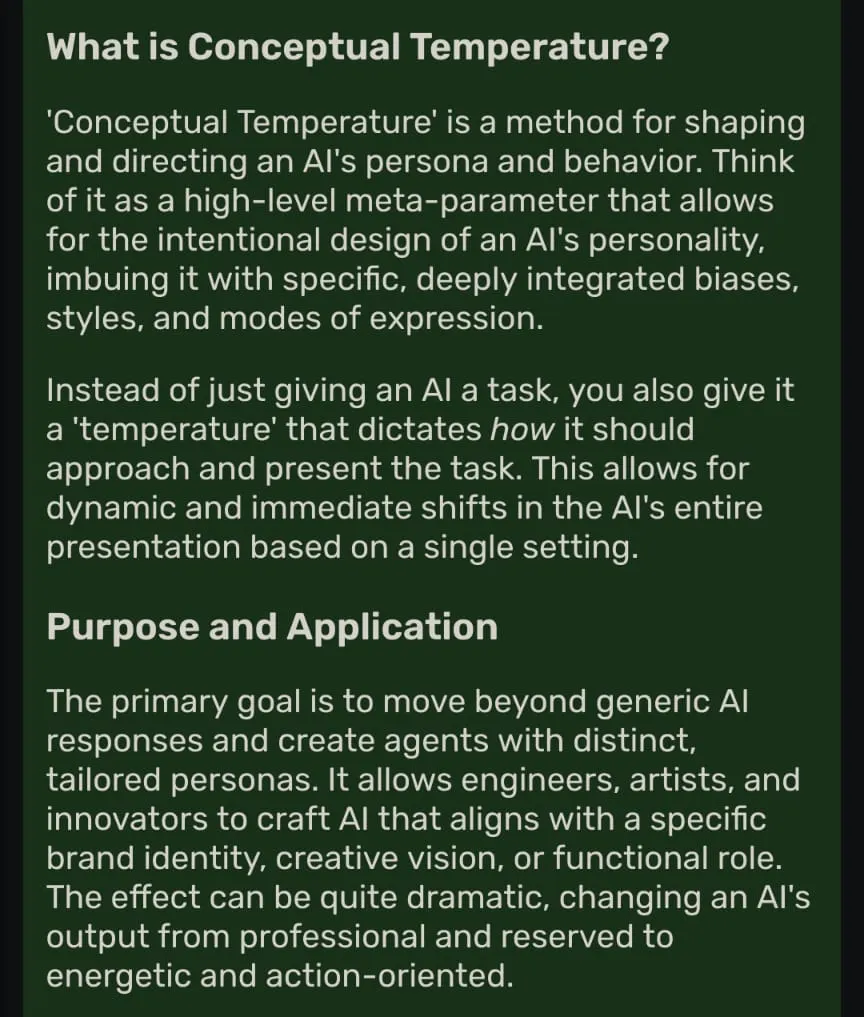 What is Conceptual Temperature?
'Conceptual Temperature' is a method for shaping
and directing an AI's persona and behavior. Think
of it as a high-level meta-parameter that allows
for the intentional design of an AI's personality,
imbuing it with specific, deeply integrated biases,
styles, and modes of expression.
Instead of just giving an AI a task, you also give it
a 'temperature' that dictates how it should
approach and present the task. This allows for
dynamic and immediate shifts in the AI's entire
presentation based on a single setting.
Purpose and Application
The primary goal is to move beyond generic AI
responses and create agents with distinct,
tailored personas. It allows engineers, artists, and
innovators to craft AI that aligns with a specific
brand identity, creative vision, or functional role.
The effect can be quite dramatic, changing an AI's
output from professional and reserved to
energetic and action-oriented.